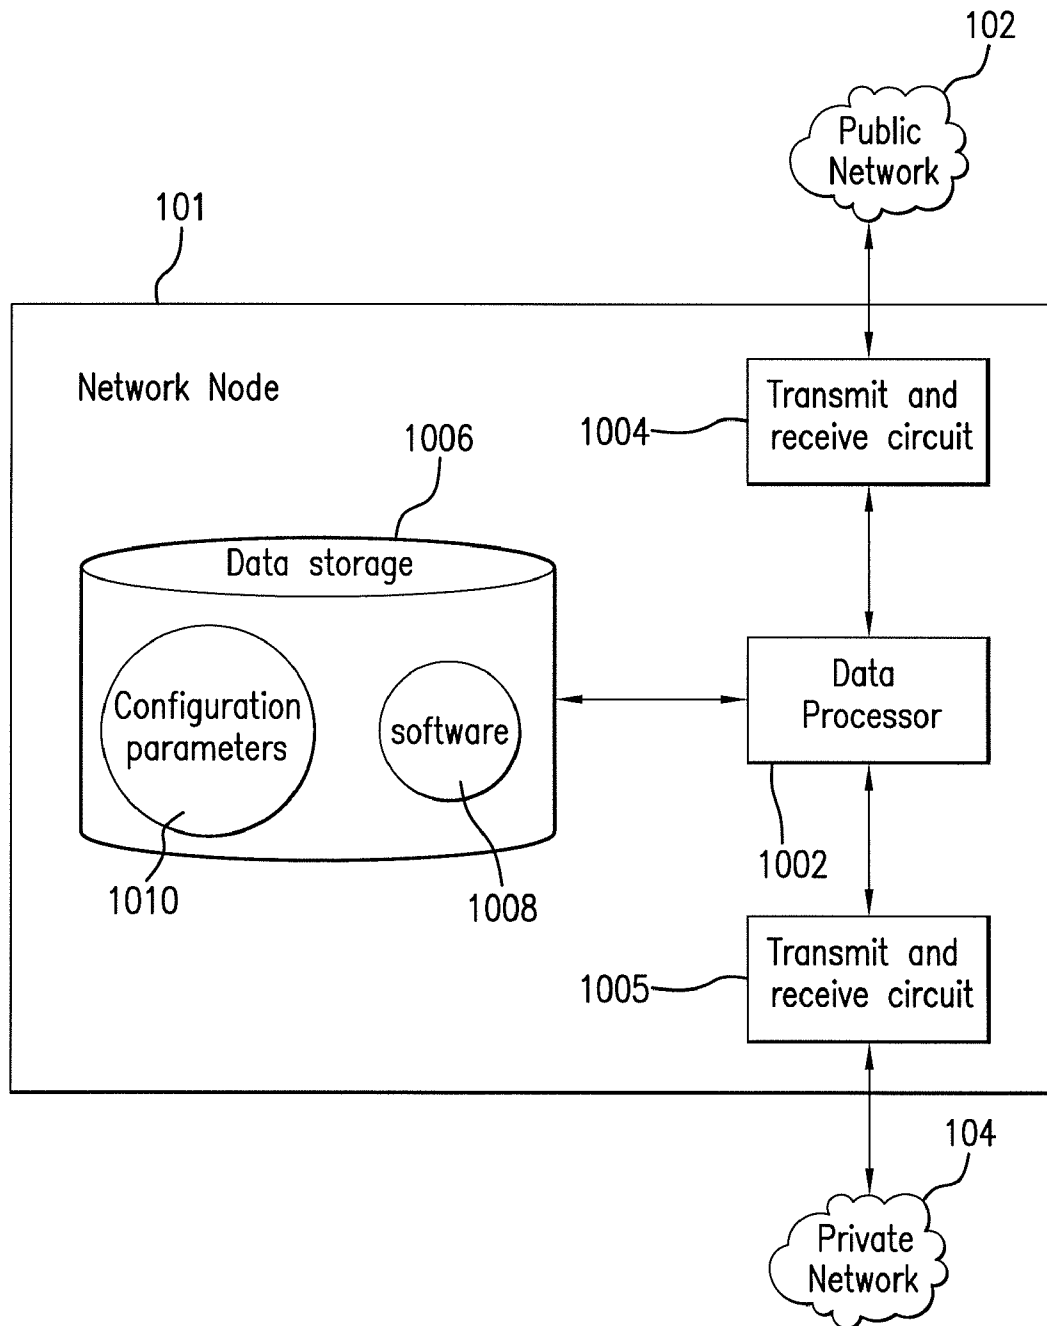 102
Public
Network
101
Network Node
Transmit and
receive circuit
1004
1006
Data storage
Configuration
parameters
software
Data
Processor
1002
1010
1008
Transmit and
receive circuit
1005
104
Private
Network